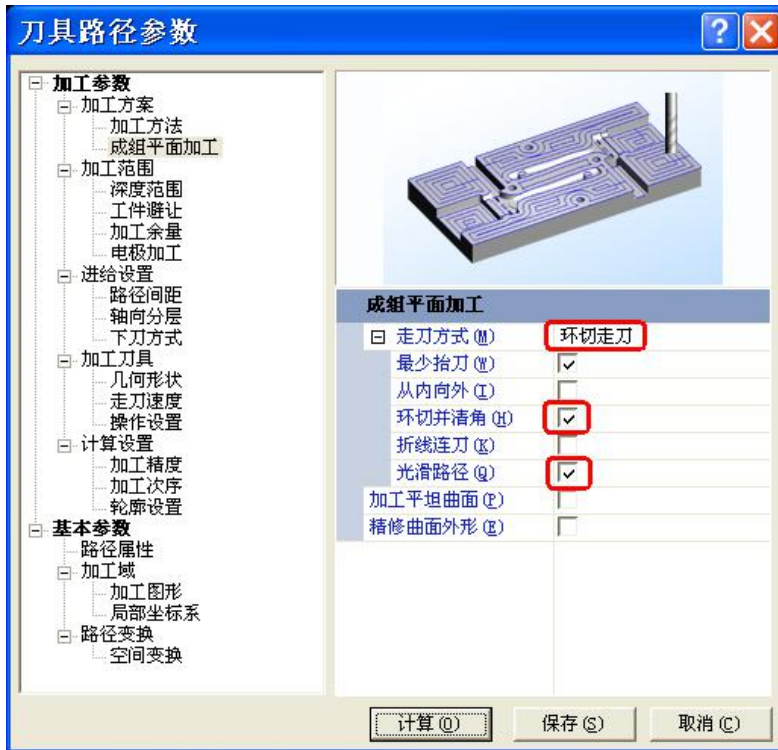 刀具路径参数
加工参数
加工方案
加工方法
成组平面加工
加工范围
深度范围
工件避让
加工余量
电极加工
进给设置
路径间距
轴向分层
下刀方式
加工刀具
几何形状
走刀速度
操作设置
计算设置
加工精度
加工次序
轮廓设置
基本参数
路径属性
加工域
加工图形
局部坐标系
路径变换
空间变换
成组平面加工
走刀方式(M) 环切走刀
最少抬刀(W)
从内向外(I)
环切并清角(H)
折线连刀(K)
光滑路径(Q)
加工平坦曲面(P)
精修曲面外形(E)
计算(O) 保存(S) 取消(C)